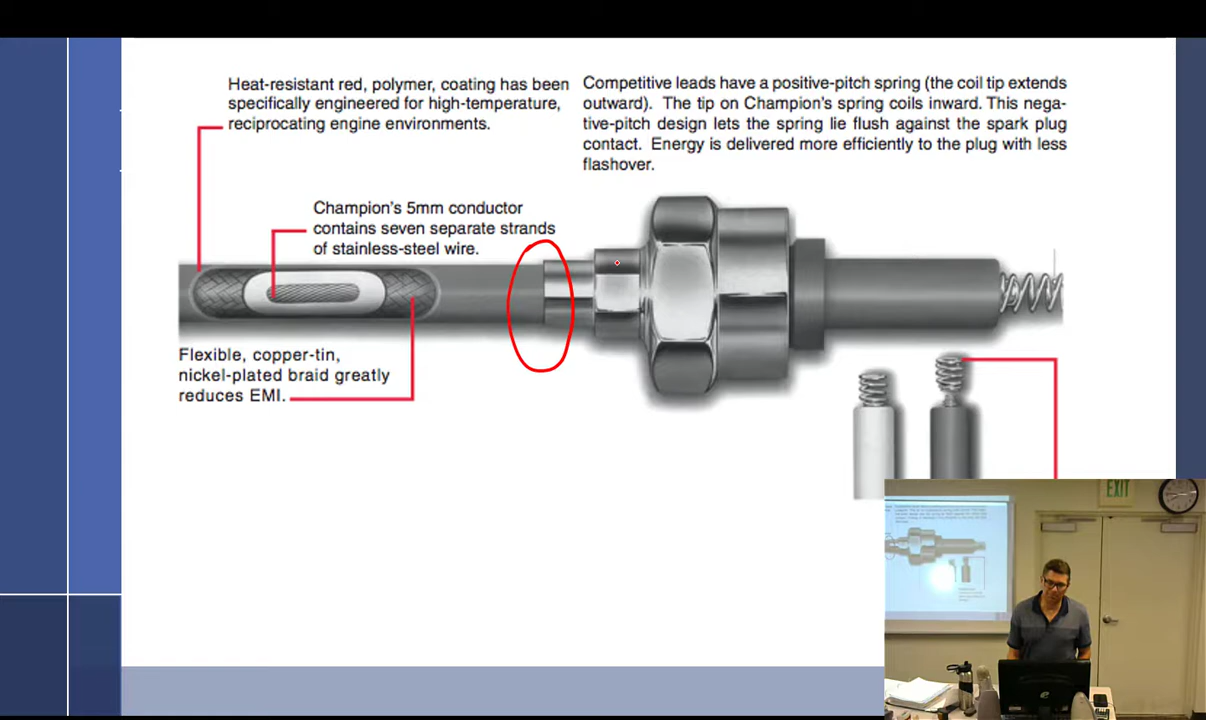 Heat-resistant red, polymer, coating has been
specifically engineered for high-temperature,
reciprocating engine environments.
Competitive leads have a positive-pitch spring (the coil tip extends
outward). The tip on Champion's spring coils inward. This nega-
tive-pitch design lets the spring lie flush against the spark plug
contact. Energy is delivered more efficiently to the plug with less
flashover.
Champion's 5mm conductor
contains seven separate strands
of stainless-steel wire.
Flexible, copper-tin,
nickel-plated braid greatly
reduces EMI.
EXIT